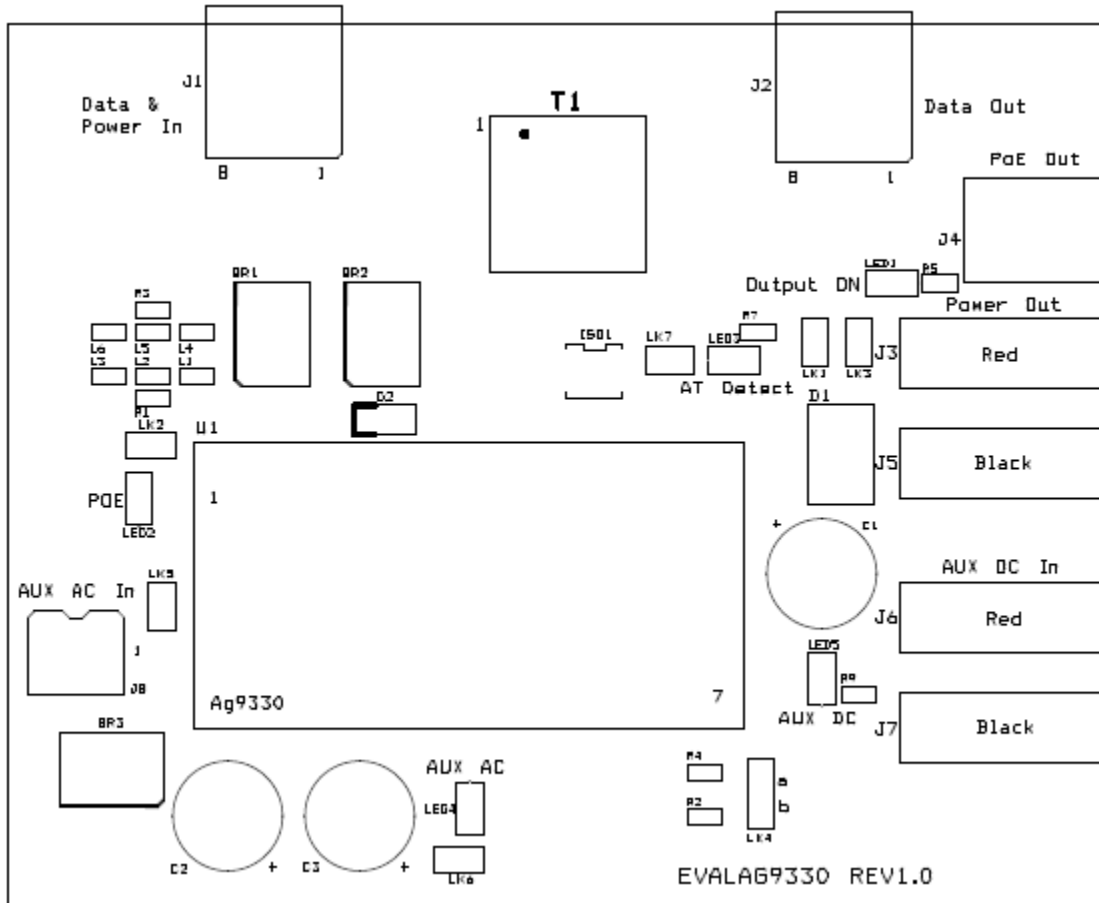 J1
Data &
Power In
8 1
T1
1
J2
Data Out
8 1
PoE Out
J4
LED1
R5
Output ON
Power Out
R3
L6 L5 L4
L3 L2 L1
R1
BR1
BR2
D2
ISO1
LK7
LED3
R7
AT Detect
LK1
LK3
J3
Red
D1
J5
Black
LK2
POE
LED2
U1
1
Ag9330
7
+
C1
AUX AC In
LK5
1
J8
AUX DC In
J6
Red
LED5
R9
AUX DC
J7
Black
BR3
C2
+
C3
+
AUX AC
LED4
LK6
R4
R2
a
b
LK4
EVALAG9330 REV1.0